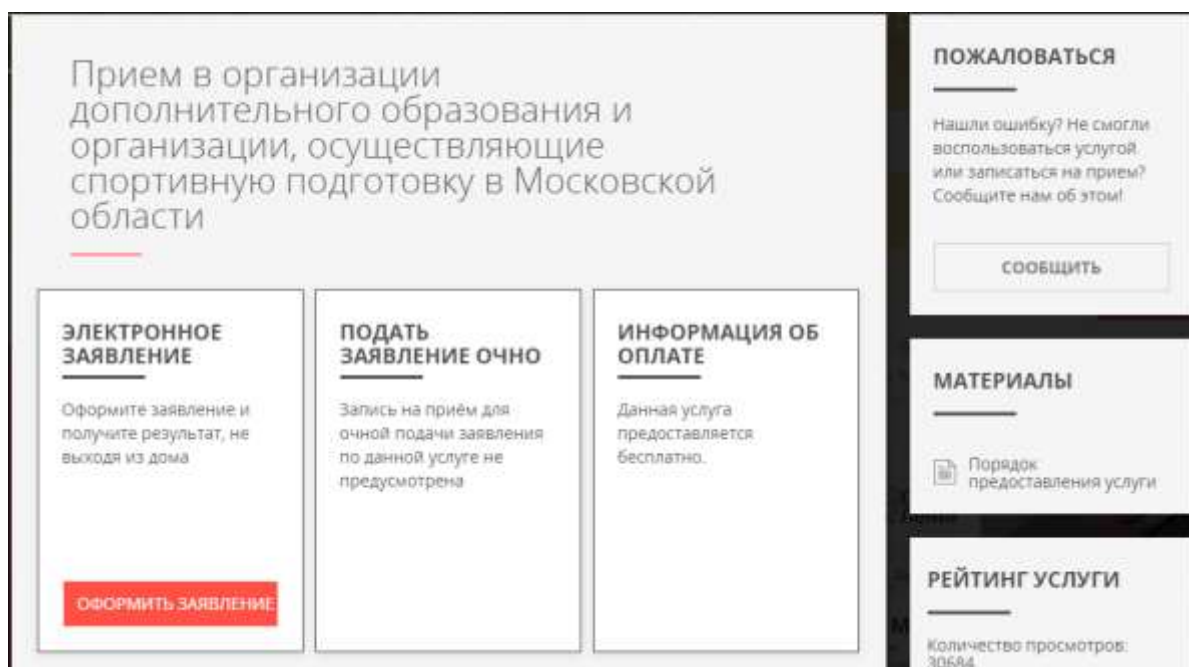 Прием в организации
дополнительного образования и
организации, осуществляющие
спортивную подготовку в Московской
области
ЭЛЕКТРОННОЕ
ЗАЯВЛЕНИЕ
Оформите заявление и
получите результат, не
выходя из дома
ОФОРМИТЬ ЗАЯВЛЕНИЕ
ПОДАТЬ
ЗАЯВЛЕНИЕ ОЧНО
Запись на приём для
очной подачи заявления
по данной услуге не
предусмотрена
ИНФОРМАЦИЯ ОБ
ОПЛАТЕ
Данная услуга
предоставляется
бесплатно.
ПОЖАЛОВАТЬСЯ
Нашли ошибку? Не смогли
воспользоваться услугой
или записаться на прием?
Сообщите нам об этом!
СООБЩИТЬ
МАТЕРИАЛЫ
Порядок
предоставления услуги
РЕЙТИНГ УСЛУГИ
Количество просмотров:
30684